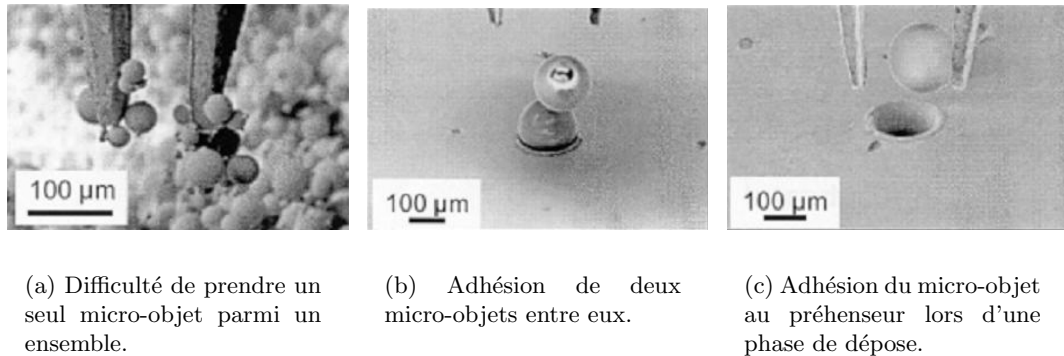 100 µm
100 µm
100 µm
(a) Difficulté de prendre un
seul micro-objet parmi un
ensemble.
(b) Adhésion de deux
micro-objets entre eux.
(c) Adhésion du micro-objet
au préhenseur lors d'une
phase de dépose.